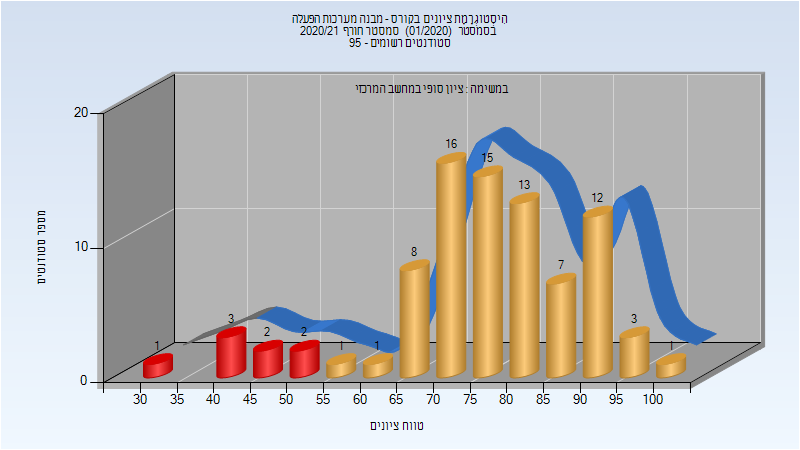 היסטוגרמת ציונים בקורס - מבנה מערכות הפעלה
בסמסטר (01/2020) סמסטר חורף 2020/21
סטודנטים רשומים - 95
במשימה : ציון סופי במחשב המרכזי
מספר סטודנטים
20
10
0
1
3
2
2
1
1
8
16
15
13
7
12
3
1
30 35 40 45 50 55 60 65 70 75 80 85 90 95 100
טווח ציונים